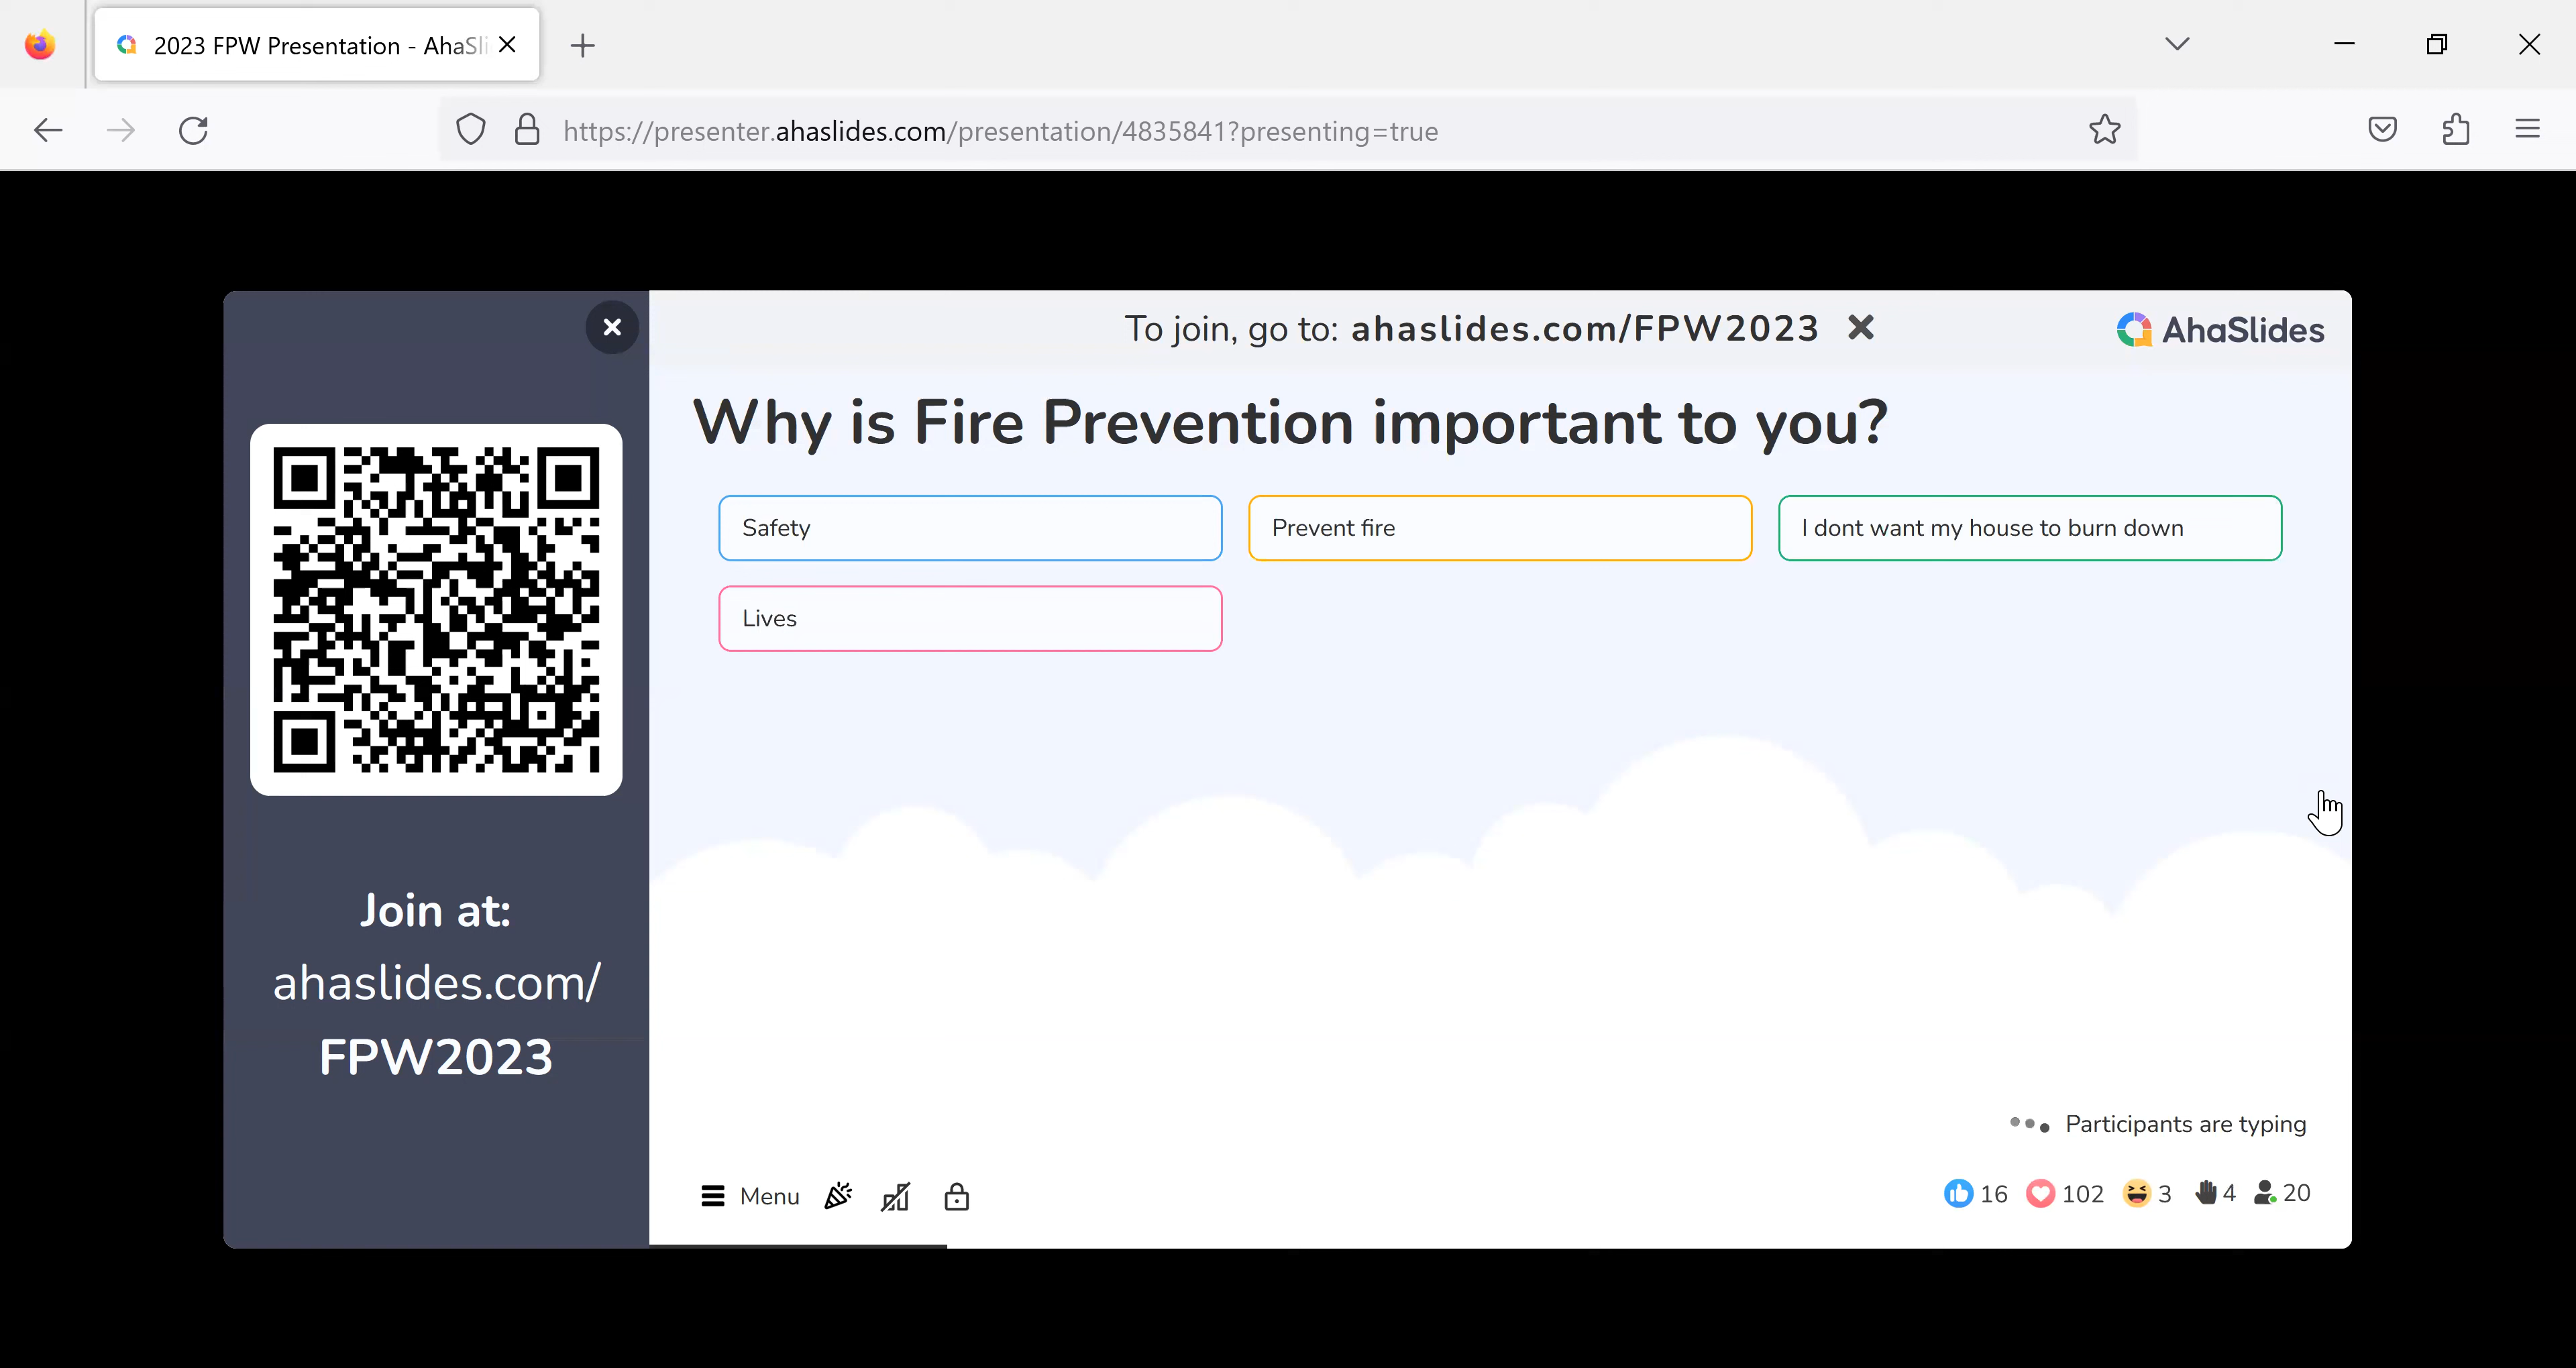 2023 FPW Presentation - AhaSli
https://presenter.ahaslides.com/presentation/4835841?presenting=true
To join, go to: ahaslides.com/FPW2023
AhaSlides
Why is Fire Prevention important to you?
Safety
Prevent fire
I dont want my house to burn down
Lives
Join at:
ahaslides.com/
FPW2023
Participants are typing
Menu
16 102 3 4 20